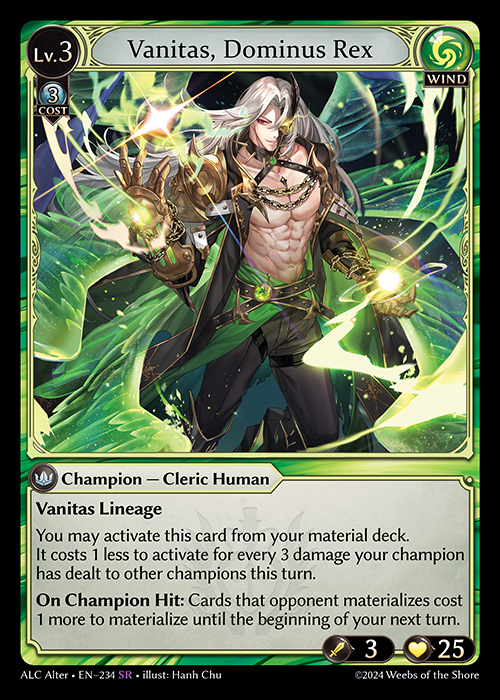 Lv.3
Vanitas, Dominus Rex
WIND
3
COST
Champion — Cleric Human
Vanitas Lineage
You may activate this card from your material deck.
It costs 1 less to activate for every 3 damage your champion
has dealt to other champions this turn.
On Champion Hit: Cards that opponent materializes cost
1 more to materialize until the beginning of your next turn.
3
25
ALC Alter • EN–234 SR • illust: Hanh Chu
©2024 Weebs of the Shore